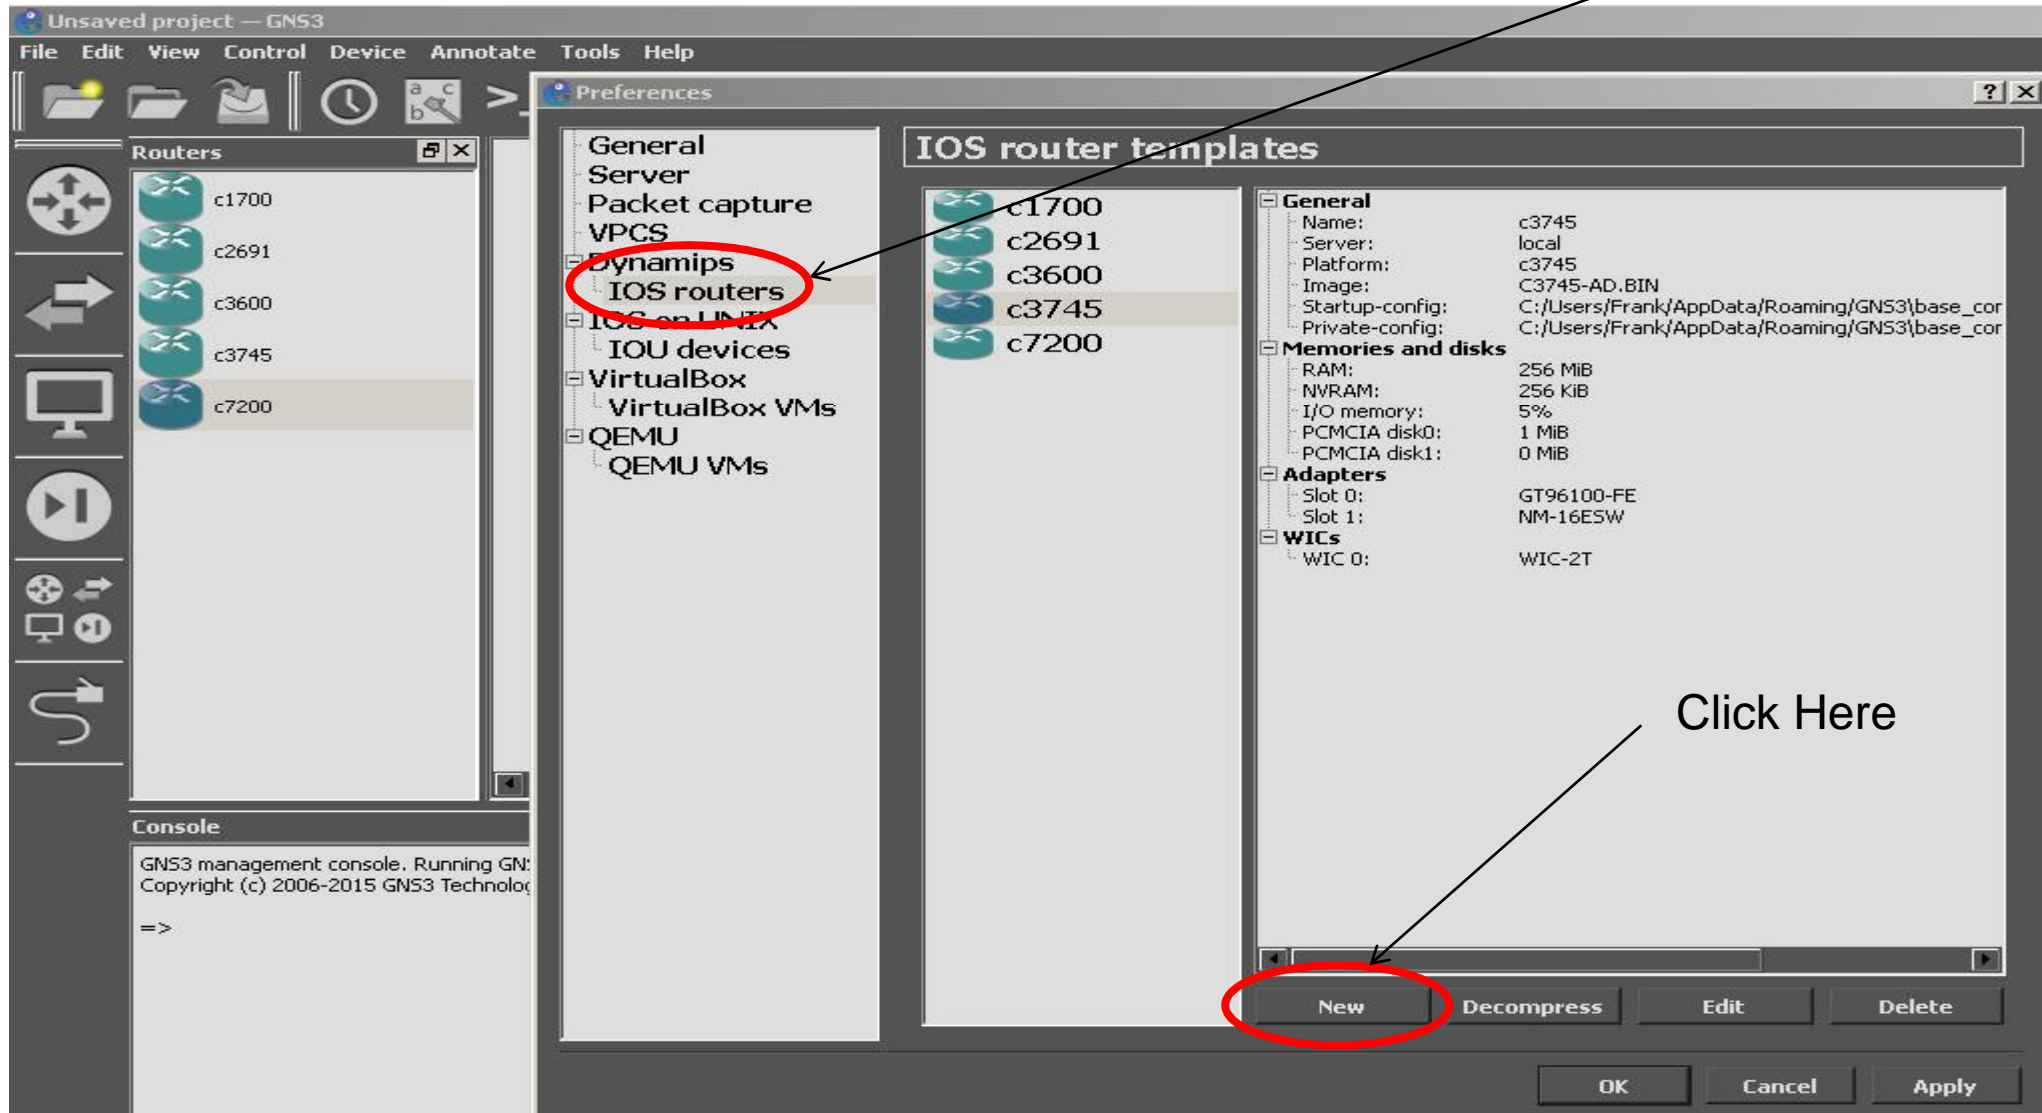 Unsaved project — GNS3
File Edit View Control Device Annotate Tools Help
a c
b
>_
Preferences
?
Routers
c1700
c2691
c3600
c3745
c7200
General
Server
Packet capture
VPCS
Dynamips
IOS routers
IOS on UNIX
IOU devices
VirtualBox
VirtualBox VMs
QEMU
QEMU VMs
IOS router templates
c1700
c2691
c3600
c3745
c7200
General
Name: c3745
Server: local
Platform: c3745
Image: C3745-AD.BIN
Startup-config: C:/Users/Frank/AppData/Roaming/GNS3\base_cor
Private-config: C:/Users/Frank/AppData/Roaming/GNS3\base_cor
Memories and disks
RAM: 256 MiB
NVRAM: 256 KiB
I/O memory: 5%
PCMCIA disk0: 1 MiB
PCMCIA disk1: 0 MiB
Adapters
Slot 0: GT96100-FE
Slot 1: NM-16ESW
WICs
WIC 0: WIC-2T
Click Here
New Decompress Edit Delete
OK Cancel Apply
Console
GNS3 management console. Running GN
Copyright (c) 2006-2015 GNS3 Technolog
=>